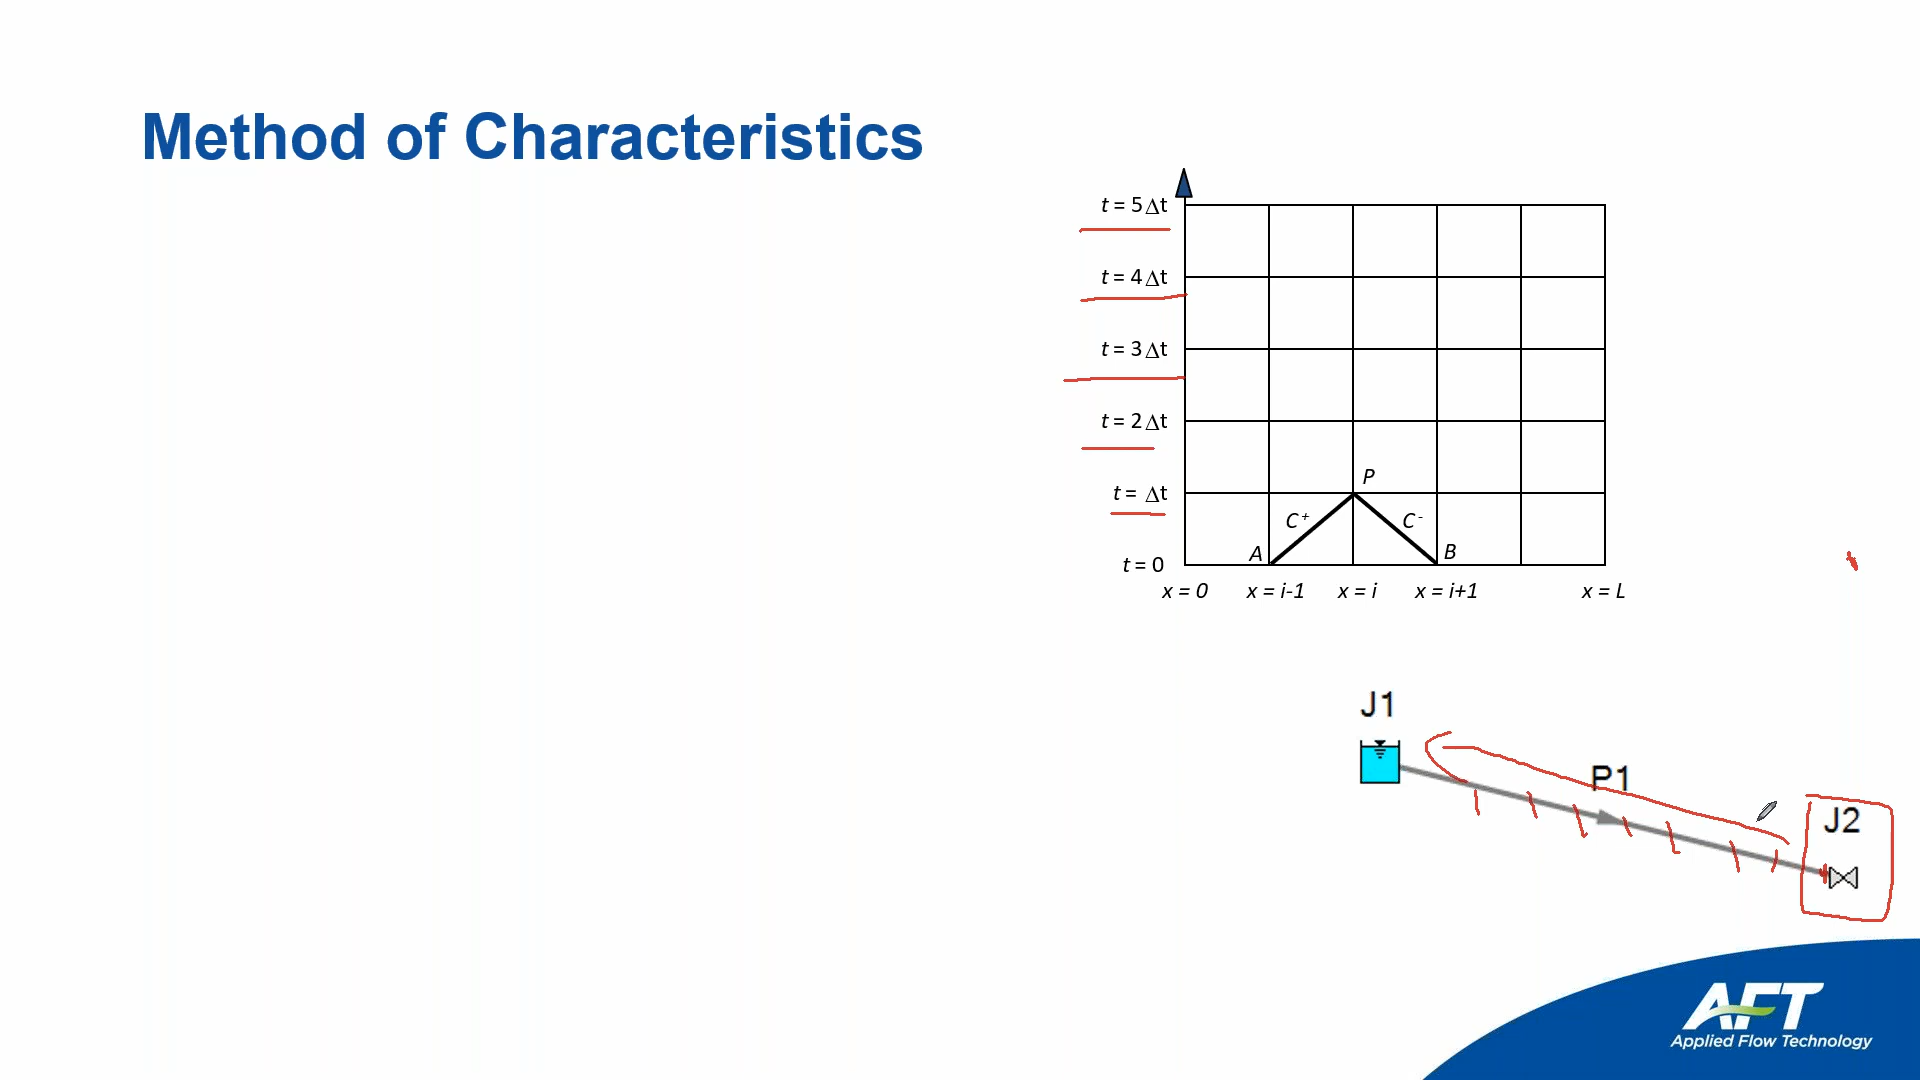 Method of Characteristics
t = 5Δt
t = 4Δt
t = 3Δt
t = 2Δt
P
t = Δt
C⁺ C⁻
A B
t = 0
x = 0 x = i-1 x = i x = i+1 x = L
J1
P1
J2
AFT
Applied Flow Technology